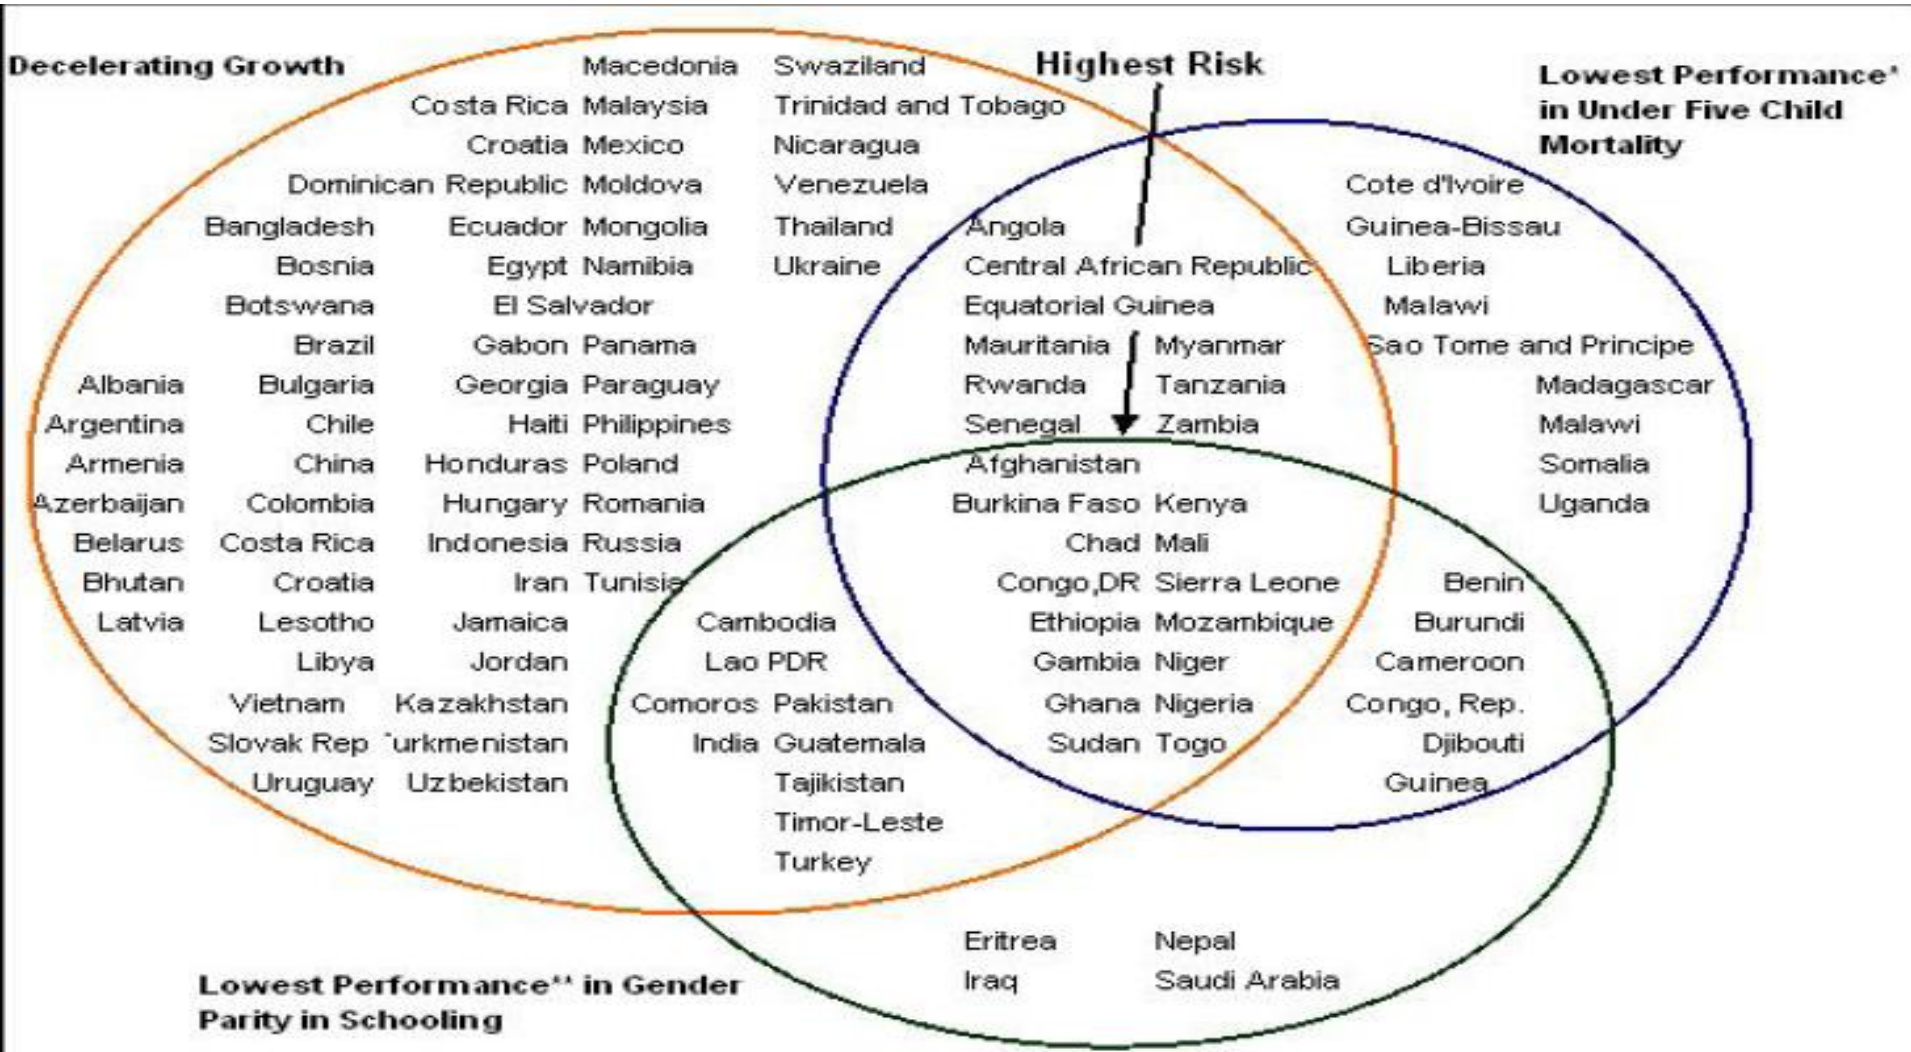 Decelerating Growth
Macedonia Swaziland
Highest Risk
Lowest Performance*
in Under Five Child
Mortality
Costa Rica Malaysia Trinidad and Tobago
Croatia Mexico Nicaragua
Dominican Republic Moldova Venezuela Cote d'Ivoire
Bangladesh Ecuador Mongolia Thailand Angola Guinea-Bissau
Bosnia Egypt Namibia Ukraine Central African Republic Liberia
Botswana El Salvador Equatorial Guinea Malawi
Brazil Gabon Panama Mauritania Myanmar Sao Tome and Principe
Albania Bulgaria Georgia Paraguay Rwanda Tanzania Madagascar
Argentina Chile Haiti Philippines Senegal Zambia Malawi
Armenia China Honduras Poland Afghanistan Somalia
Azerbaijan Colombia Hungary Romania Burkina Faso Kenya Uganda
Belarus Costa Rica Indonesia Russia Chad Mali
Bhutan Croatia Iran Tunisia Congo,DR Sierra Leone Benin
Latvia Lesotho Jamaica Cambodia Ethiopia Mozambique Burundi
Libya Jordan Lao PDR Gambia Niger Cameroon
Vietnam Kazakhstan Comoros Pakistan Ghana Nigeria Congo, Rep.
Slovak Rep urkmenistan India Guatemala Sudan Togo Djibouti
Uruguay Uzbekistan Tajikistan Guinea
Timor-Leste
Turkey
Eritrea Nepal
Iraq Saudi Arabia
Lowest Performance** in Gender
Parity in Schooling